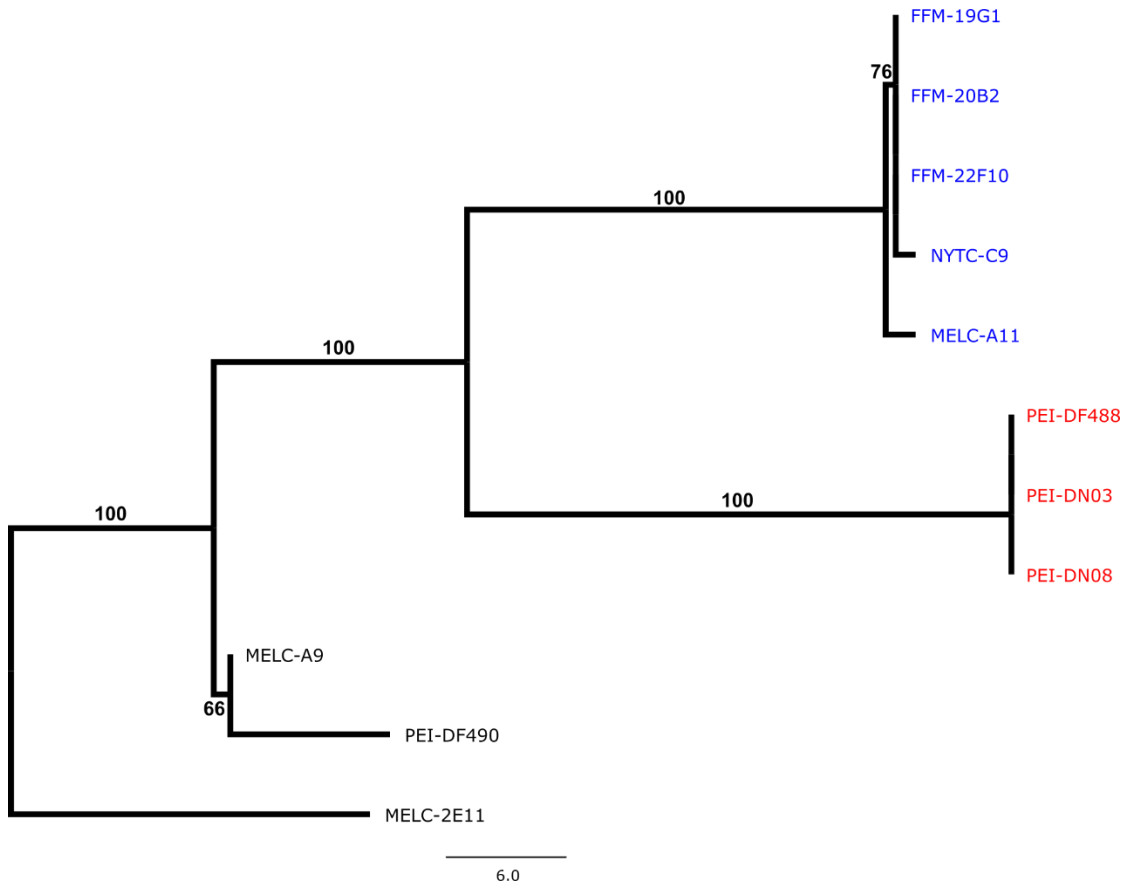 FFM-19G1
76
FFM-20B2
FFM-22F10
100
NYTC-C9
MELC-A11
100
PEI-DF488
100
PEI-DN03
100
PEI-DN08
MELC-A9
66
PEI-DF490
MELC-2E11
6.0